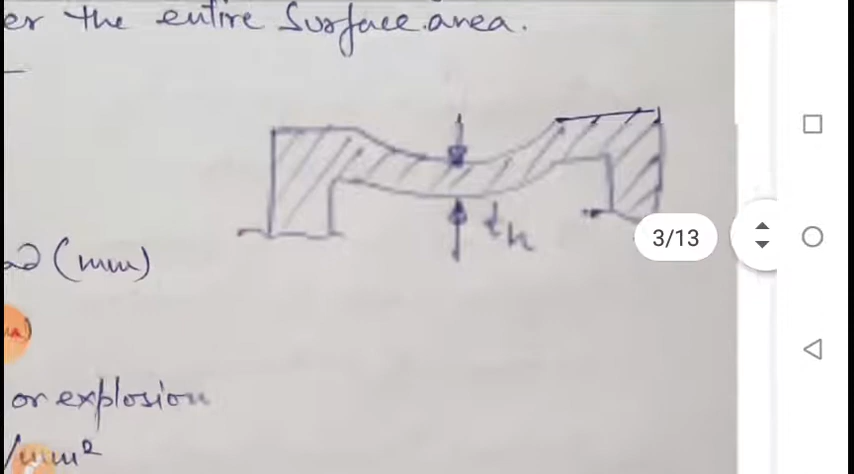 er the entire Surface area.
th
(mm)
3/13
or explosion
/mm²